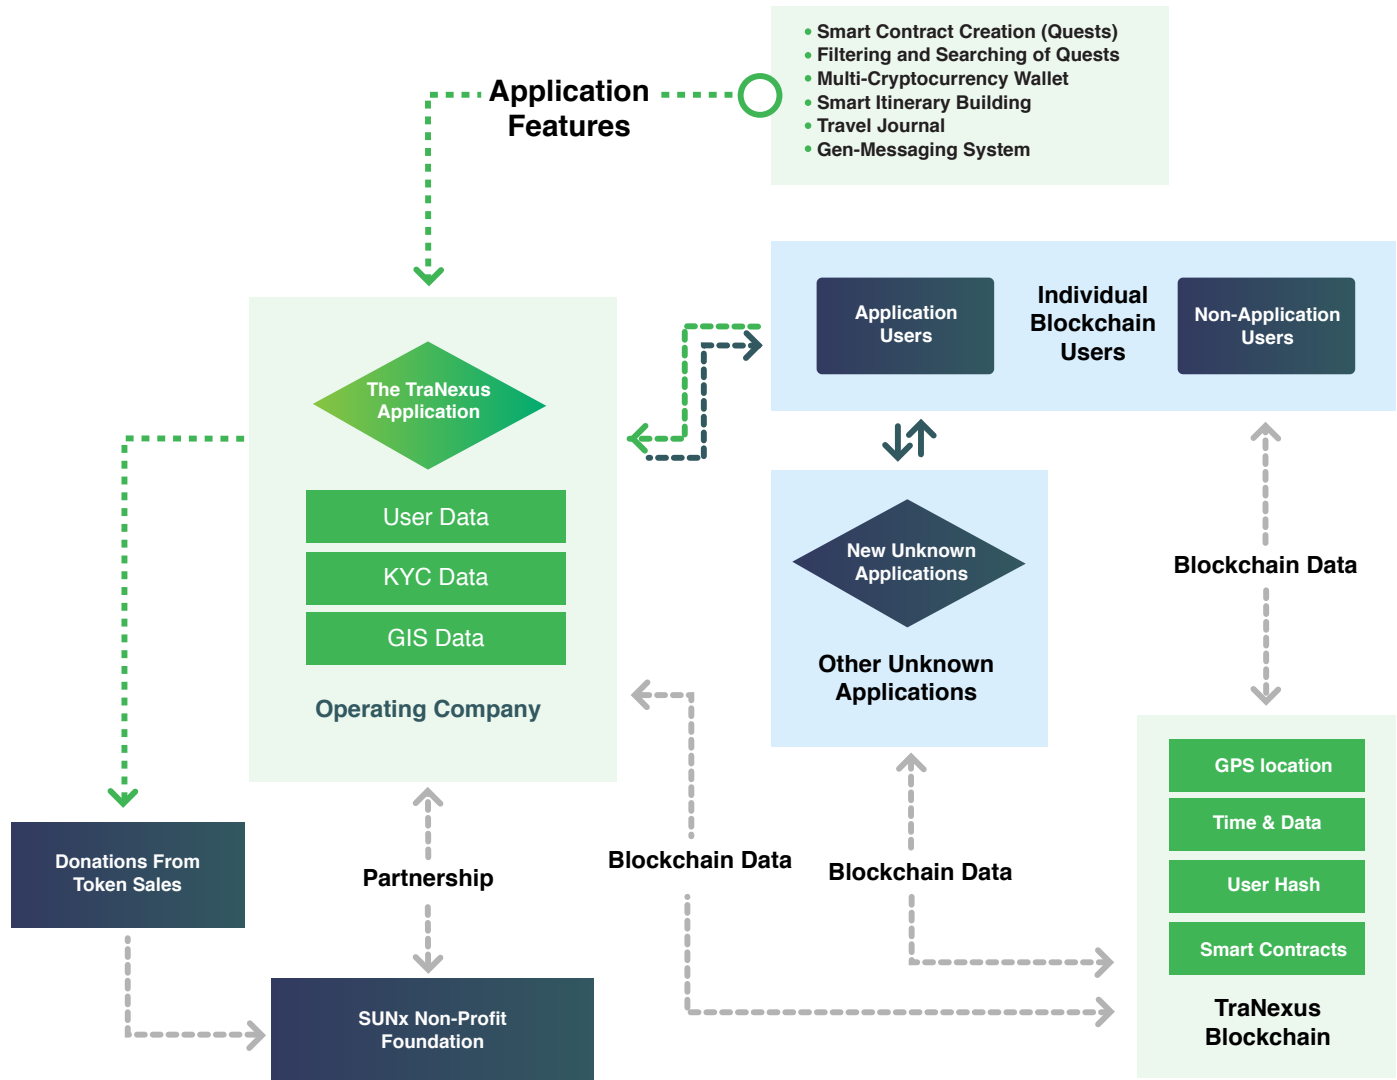 • Smart Contract Creation (Quests)
• Filtering and Searching of Quests
• Multi-Cryptocurrency Wallet
• Smart Itinerary Building
• Travel Journal
• Gen-Messaging System
Application
Features
Individual
Blockchain
Users
Application
Users
Non-Application
Users
The TraNexus
Application
User Data
KYC Data
GIS Data
Operating Company
New Unknown
Applications
Other Unknown
Applications
Blockchain Data
GPS location
Time & Data
User Hash
Smart Contracts
TraNexus
Blockchain
Donations From
Token Sales
Partnership
Blockchain Data
Blockchain Data
SUNx Non-Profit
Foundation